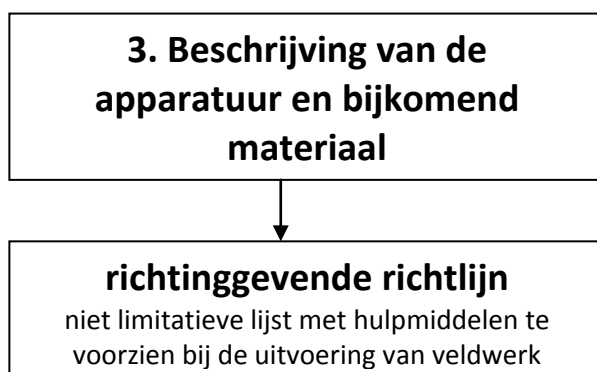 3. Beschrijving van de
apparatuur en bijkomend
materiaal
richtinggevende richtlijn
niet limitatieve lijst met hulpmiddelen te
voorzien bij de uitvoering van veldwerk